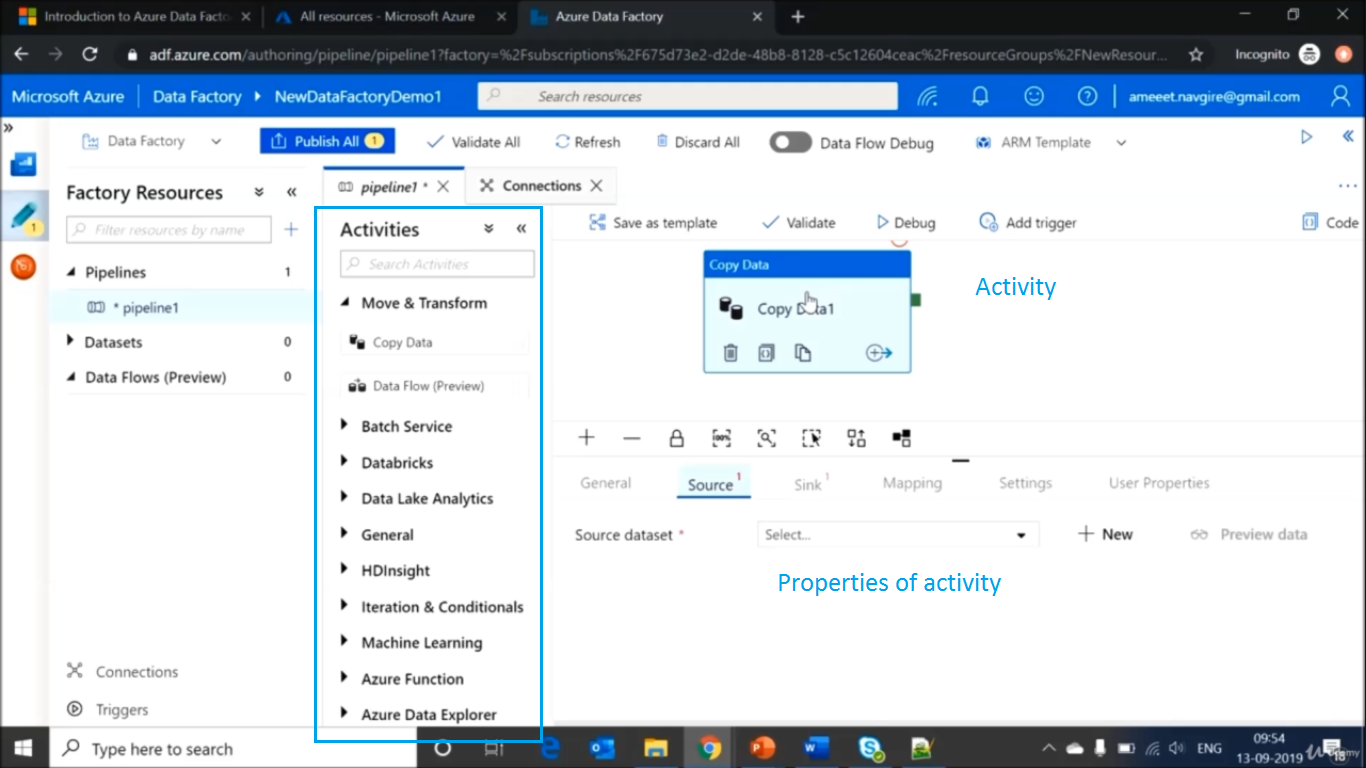 Introduction to Azure Data Facto
All resources - Microsoft Azure
Azure Data Factory
adf.azure.com/authoring/pipeline/pipeline1?factory=%2Fsubscriptions%2F675d73e2-d2de-48b8-8128-c5c12604ceac%2FresourceGroups%2FNewResour...
Incognito
Microsoft Azure
Data Factory
NewDataFactoryDemo1
Search resources
ameeet.navgire@gmail.com
Data Factory
Publish All 1
Validate All
Refresh
Discard All
Data Flow Debug
ARM Template
1
Factory Resources
Filter resources by name
Pipelines 1
* pipeline1
Datasets 0
Data Flows (Preview) 0
Connections
Triggers
pipeline1 *
Connections
Activities
Search Activities
Move & Transform
Copy Data
Data Flow (Preview)
Batch Service
Databricks
Data Lake Analytics
General
HDInsight
Iteration & Conditionals
Machine Learning
Azure Function
Azure Data Explorer
Save as template
Validate
Debug
Add trigger
Code
Copy Data
Activity
100%
General
Source 1
Sink 1
Mapping
Settings
User Properties
Source dataset *
Select...
New
Preview data
Properties of activity
Type here to search
ENG
09:54
13-09-2019
18